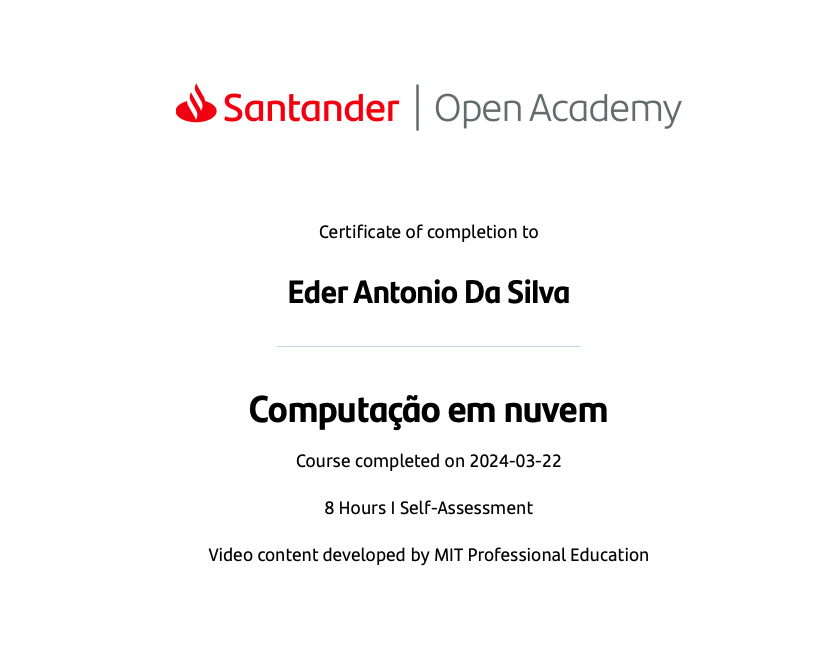 Santander | Open Academy
Certificate of completion to
Eder Antonio Da Silva
Computação em nuvem
Course completed on 2024-03-22
8 Hours I Self-Assessment
Video content developed by MIT Professional Education